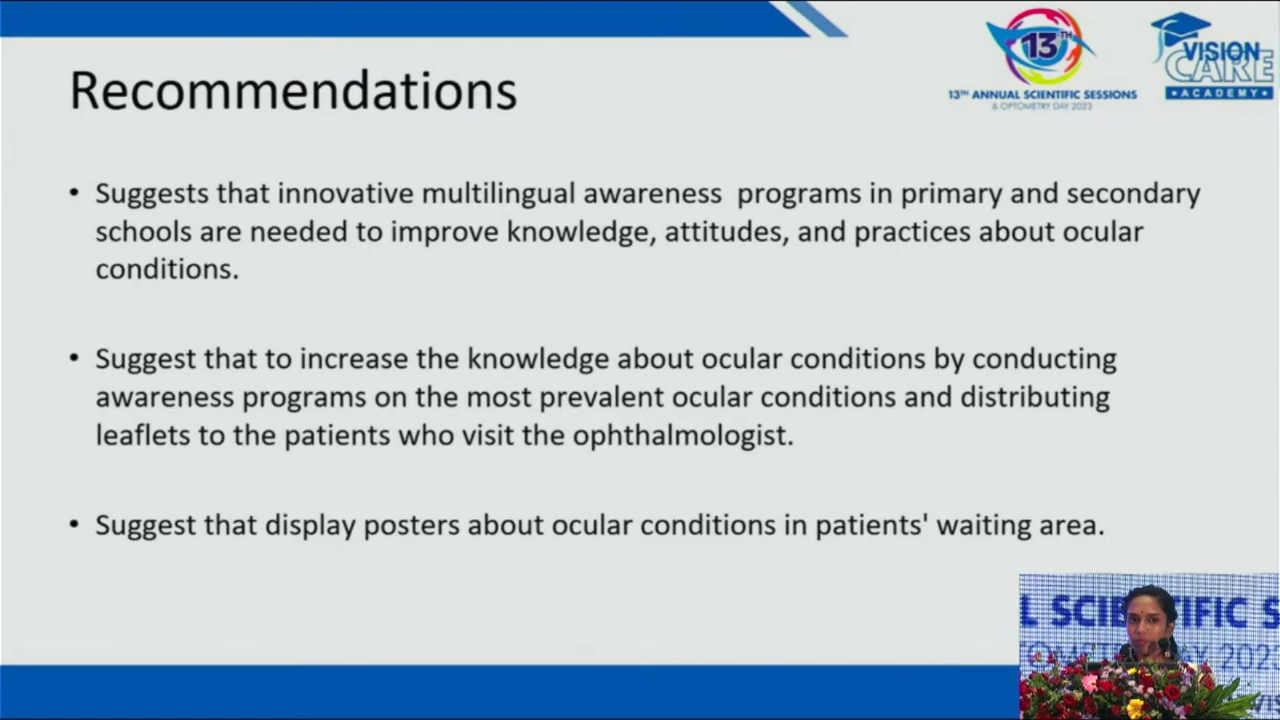 13TH
VISION
CARE
• ACADEMY •
13TH ANNUAL SCIENTIFIC SESSIONS
& OPTOMETRY DAY 2023
Recommendations
• Suggests that innovative multilingual awareness programs in primary and secondary
schools are needed to improve knowledge, attitudes, and practices about ocular
conditions.
• Suggest that to increase the knowledge about ocular conditions by conducting
awareness programs on the most prevalent ocular conditions and distributing
leaflets to the patients who visit the ophthalmologist.
• Suggest that display posters about ocular conditions in patients' waiting area.
L SCI TIFIC S